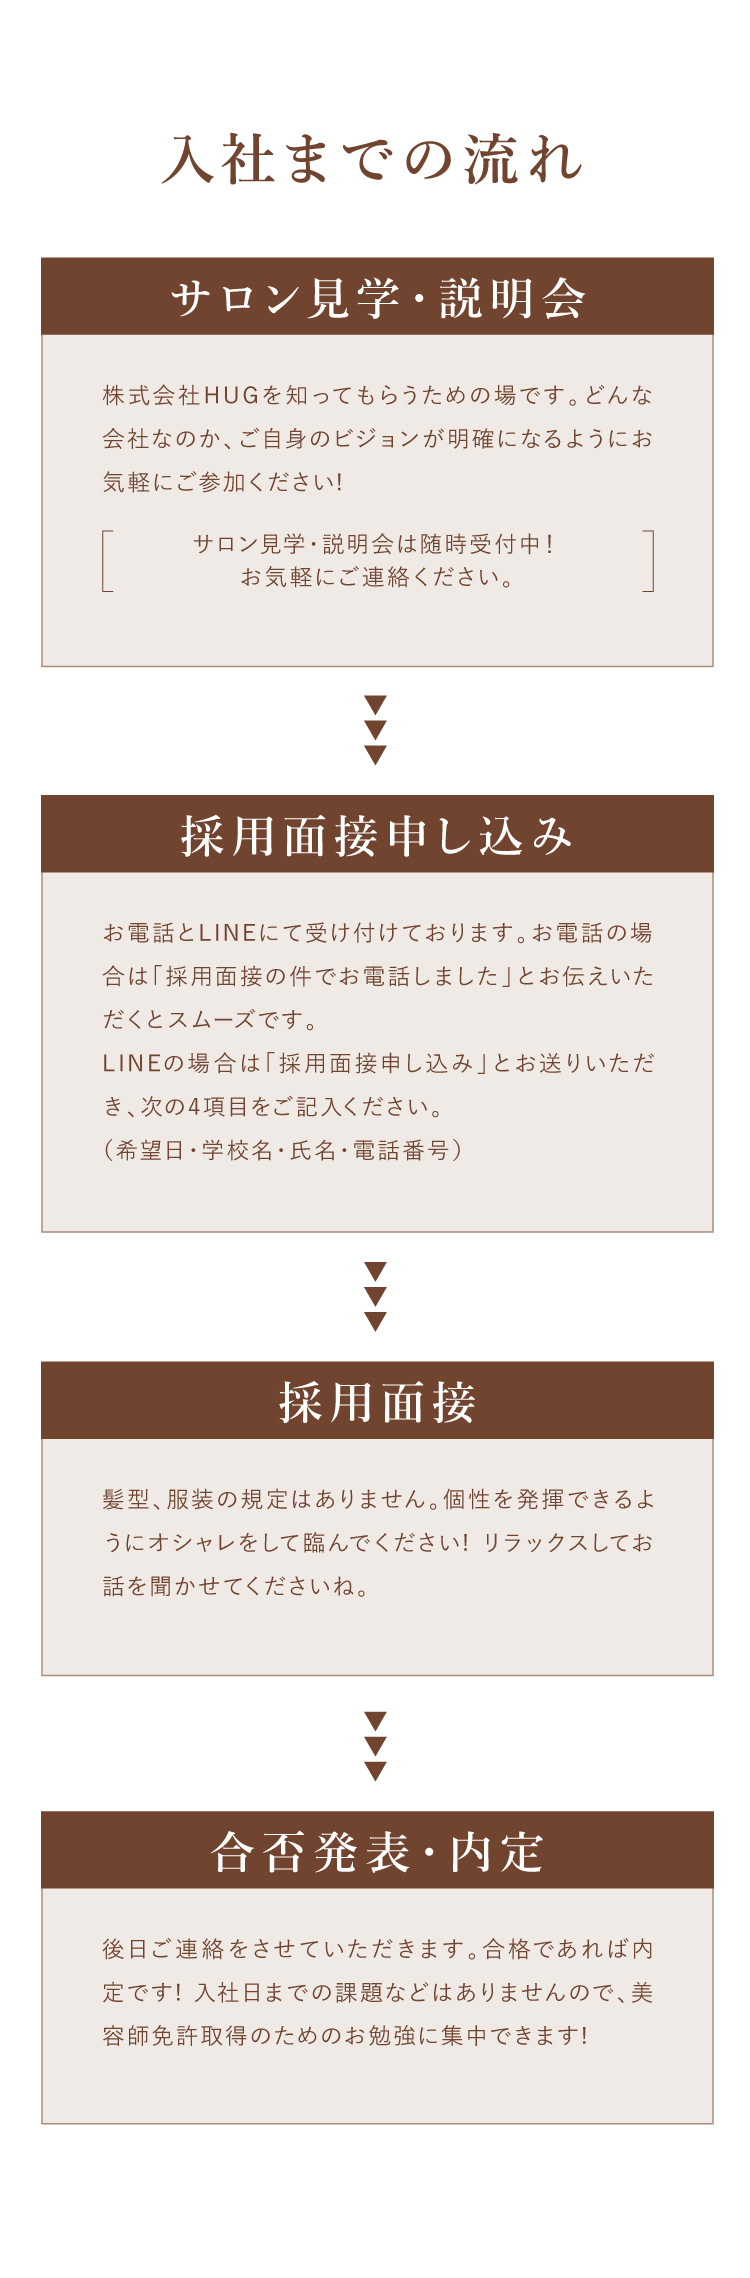 入社までの流れ
サロン見学・説明会
株式会社HUGを知ってもらうための場です。どんな
会社なのか、ご自身のビジョンが明確になるようにお
気軽にご参加ください!
サロン見学・説明会は随時受付中!
お気軽にご連絡ください。
採用面接申し込み
お電話とLINEにて受け付けております。お電話の場
合は「採用面接の件でお電話しました」とお伝えいた
だくとスムーズです。
LINEの場合は「採用面接申し込み」とお送りいただ
き、次の4項目をご記入ください。
(希望日・学校名・氏名・電話番号)
採用面接
髪型、服装の規定はありません。個性を発揮できるよ
うにオシャレをして臨んでください! リラックスしてお
話を聞かせてくださいね。
合否発表・内定
後日ご連絡をさせていただきます。合格であれば内
定です! 入社日までの課題などはありませんので、美
容師免許取得のためのお勉強に集中できます!